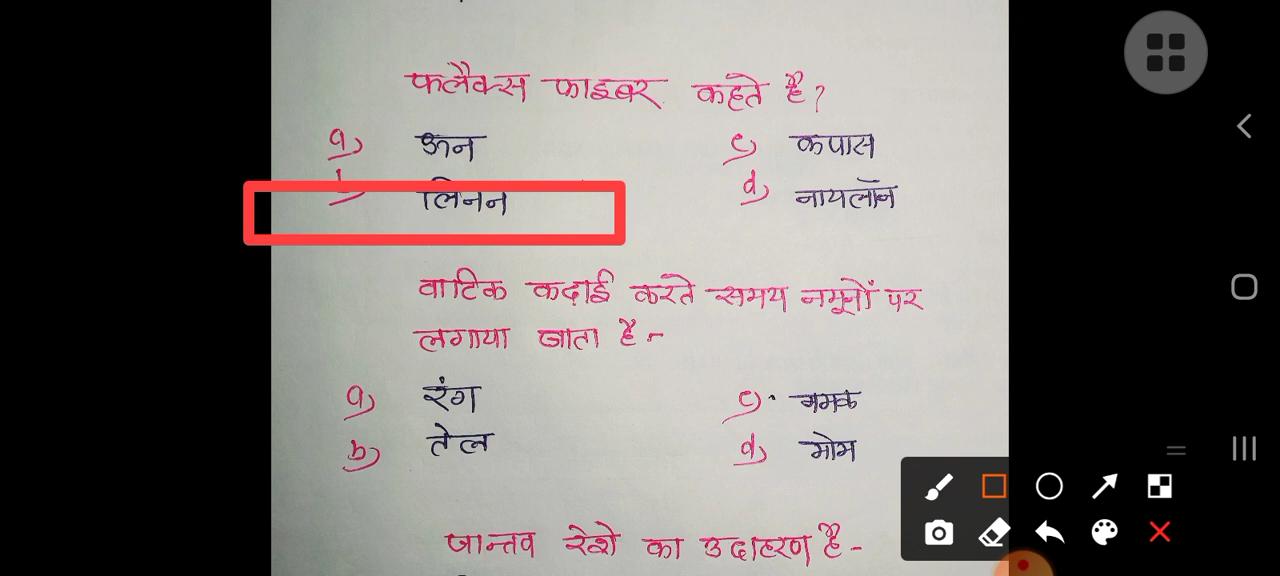 फलैक्स फाइबर कहते है?
a) ऊन
c) कपास
b) लिनन
d) नायलॉन
वाटिक कढ़ाई करते समय नमूनों पर
लगाया जाता है:-
a) रंग
c) नमक
b) तेल
d) मोम
जान्तव रेशे का उदाहरण है-